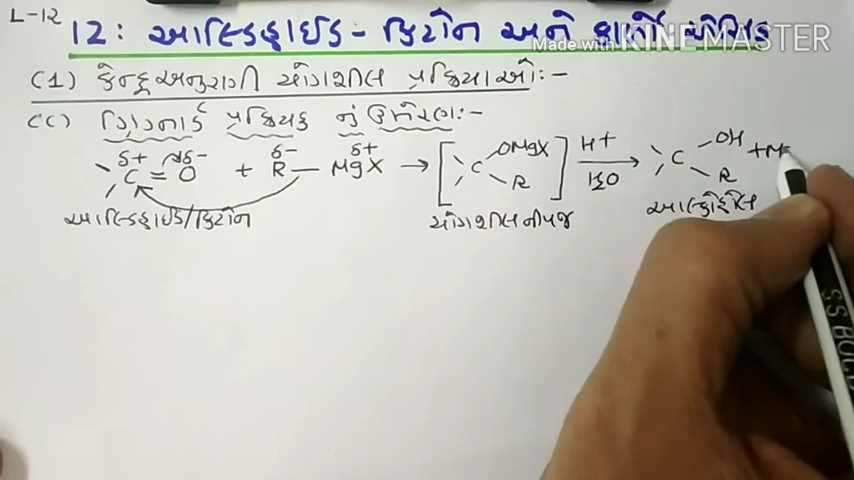 L-12
12: આલ્ડિહાઇડ - કિટોન અને કાર્બો
Made with KINEMASTER
(1) કેન્દ્રઅનુરાગી યોગશીલ પ્રક્રિયાઓ:-
(C) ગ્રિગનાર્ડ પ્રક્રિયક નું ઉમેરણ:-
δ+ δ- δ- δ+
C = O + R — MgX → [ C OMgX R ] H+ H2O → C OH R + M
આલ્ડિહાઇડ/કિટોન યોગશીલ નીપજ આલ્કોહોલ